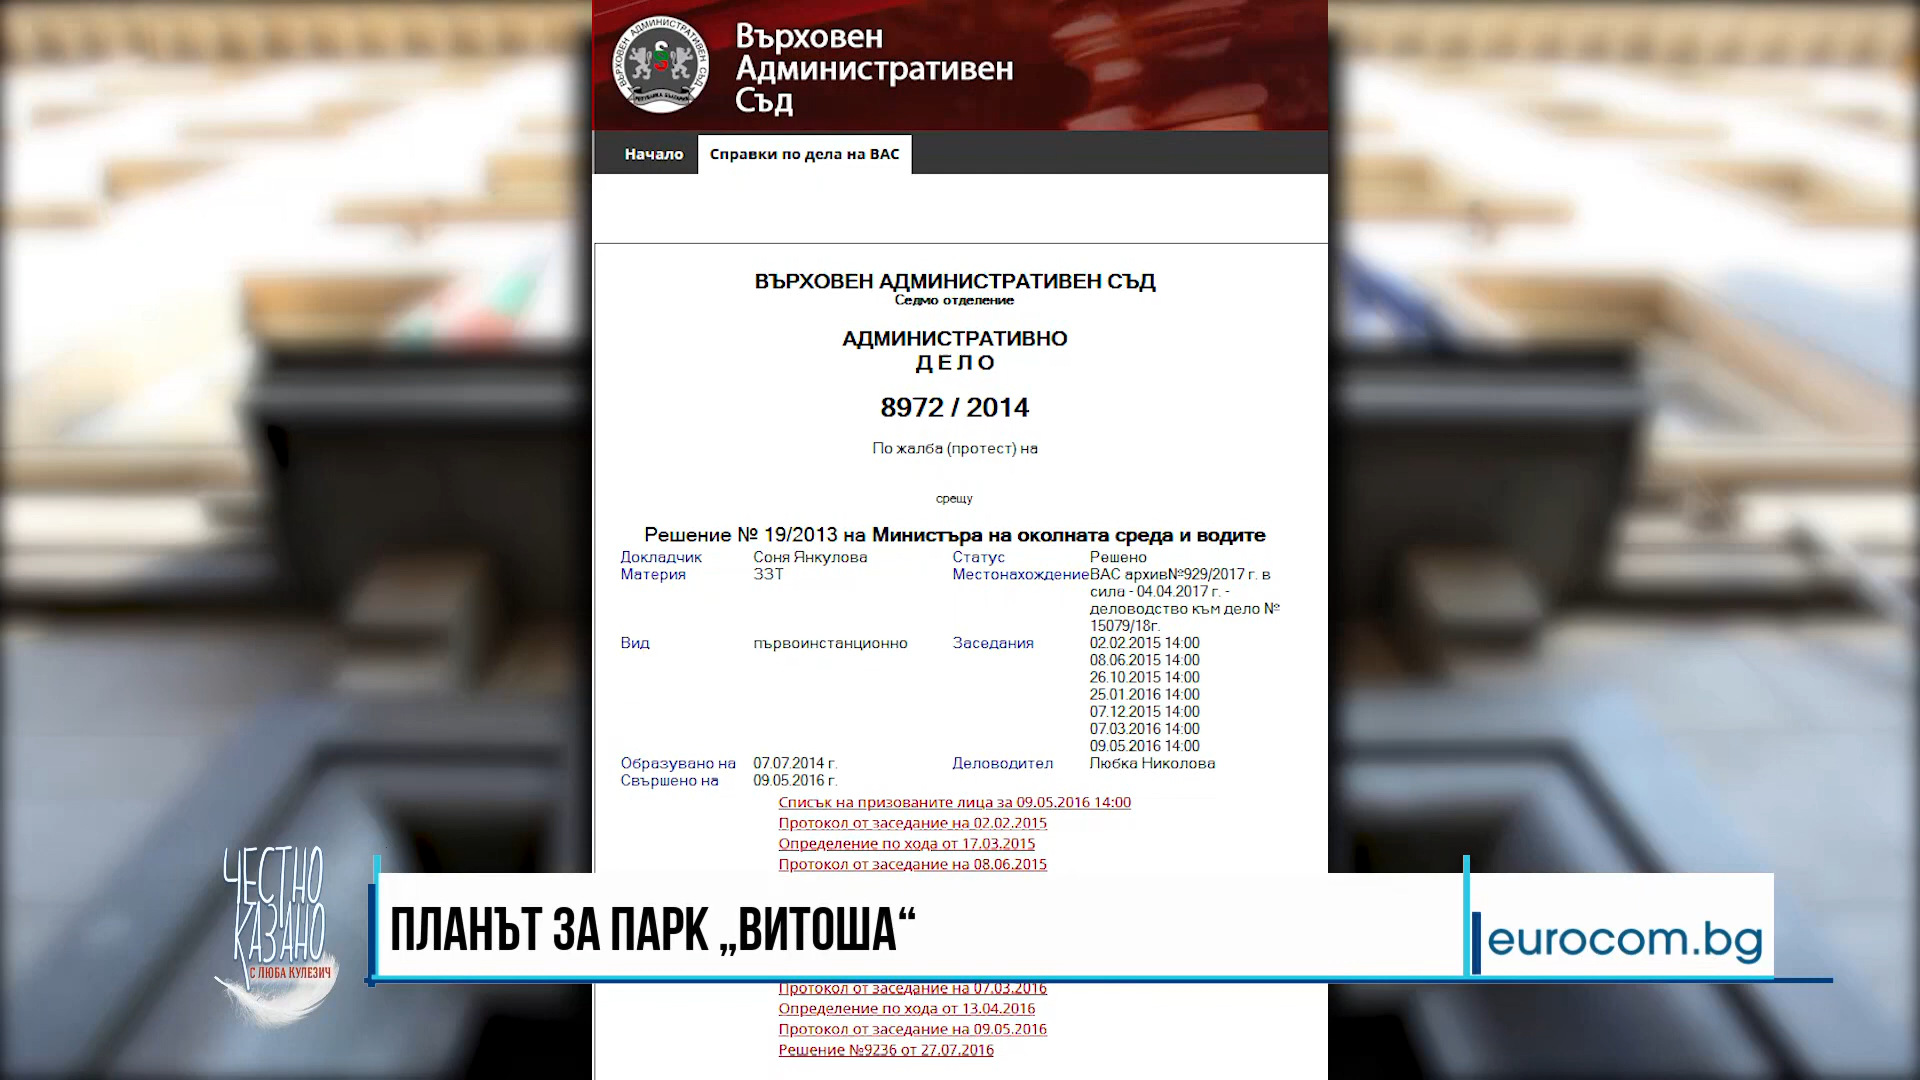 ВЪРХОВЕН АДМИНИСТРАТИВЕН СЪД
РЕПУБЛИКА БЪЛГАРИЯ
Върховен
Административен
Съд
Начало
Справки по дела на ВАС
ВЪРХОВЕН АДМИНИСТРАТИВЕН СЪД
Седмо отделение
АДМИНИСТРАТИВНО
Д Е Л О
8972 / 2014
По жалба (протест) на
срещу
Решение № 19/2013 на Министъра на околната среда и водите
Докладчик Соня Янкулова Статус Решено
Материя ЗЗТ Местонахождение ВАС архив№929/2017 г. в
сила - 04.04.2017 г. -
деловодство към дело №
15079/18г.
Вид първоинстанционно Заседания 02.02.2015 14:00
08.06.2015 14:00
26.10.2015 14:00
25.01.2016 14:00
07.12.2015 14:00
07.03.2016 14:00
09.05.2016 14:00
Образувано на 07.07.2014 г. Деловодител Любка Николова
Свършено на 09.05.2016 г.
Списък на призованите лица за 09.05.2016 14:00
Протокол от заседание на 02.02.2015
Определение по хода от 17.03.2015
Протокол от заседание на 08.06.2015
ЧЕСТНО
КАЗАНО
С ЛЮБА КУЛЕЗИЧ
ПЛАНЪТ ЗА ПАРК „ВИТОША“
eurocom.bg
Протокол от заседание на 07.03.2016
Определение по хода от 13.04.2016
Протокол от заседание на 09.05.2016
Решение №9236 от 27.07.2016